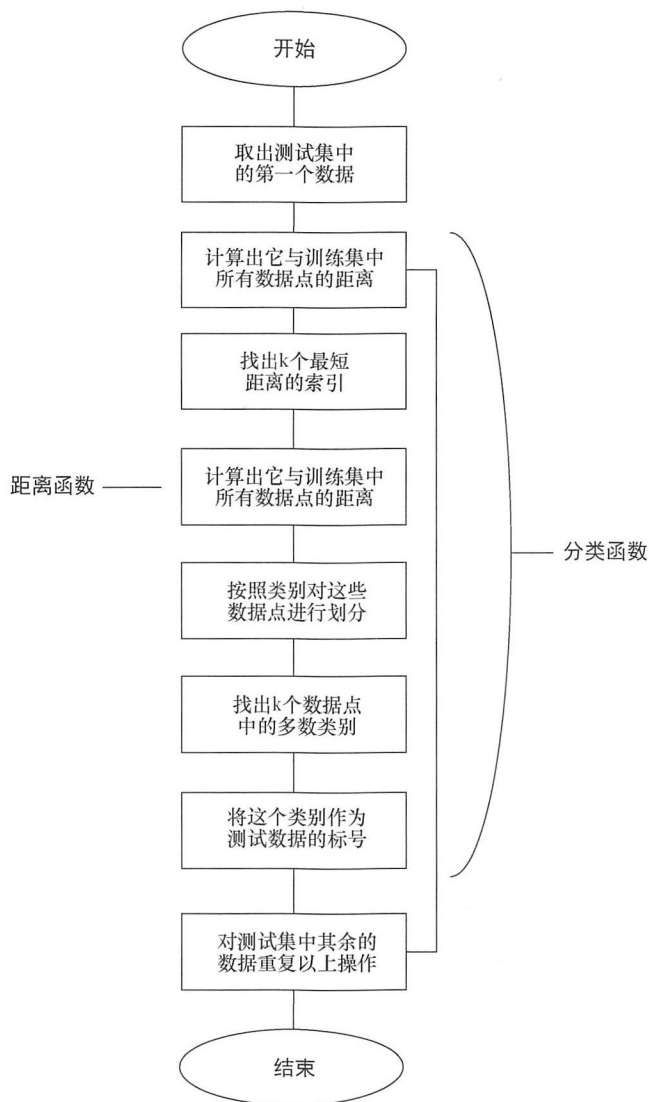 开始
取出测试集中
的第一个数据
计算出它与训练集中
所有数据点的距离
找出k个最短
距离的索引
距离函数
计算出它与训练集中
所有数据点的距离
分类函数
按照类别对这些
数据点进行划分
找出k个数据点
中的多数类别
将这个类别作为
测试数据的标号
对测试集中其余的
数据重复以上操作
结束